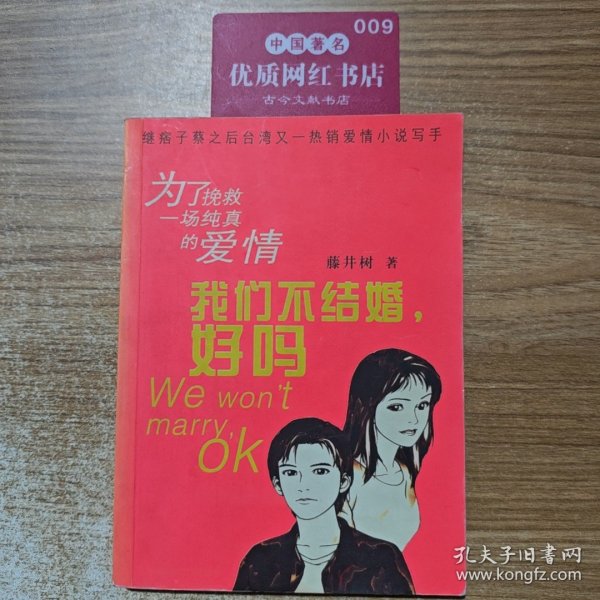 009
中国著名
优质网红书店
古今文献书店
继痞子蔡之后台湾又一热销爱情小说写手
为了挽救
一场纯真
的爱情
藤井树 著
我们不结婚，
好吗
We won't
marry,
ok
孔夫子旧书网
www.kongfz.com